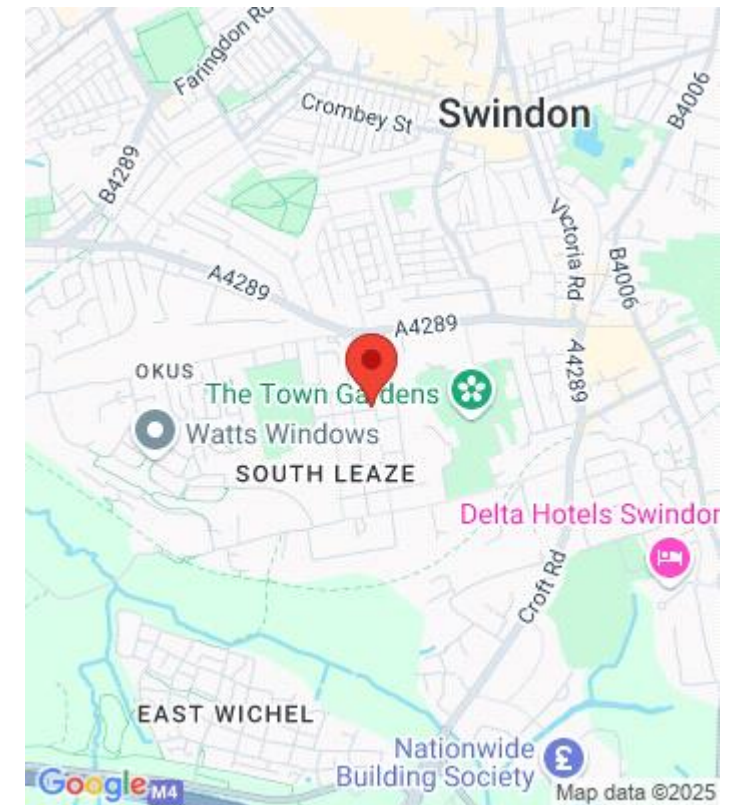 Faringdon Rd
Crombey St
Swindon
B4006
B4289
Victoria Rd
B4006
A4289
A4289
A4289
OKUS
The Town Gardens
Watts Windows
SOUTH LEAZE
Delta Hotels Swindon
Croft Rd
EAST WICHEL
Nationwide
Building Society
£
Google
M4
Map data ©2025